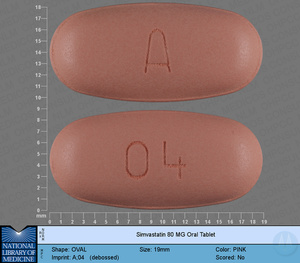 A
04
Simvastatin 80 MG Oral Tablet
NATIONAL
LIBRARY OF
MEDICINE
Shape: OVAL
Size: 19mm
Color: PINK
Imprint: A;04 (debossed)
Scored: No
mm